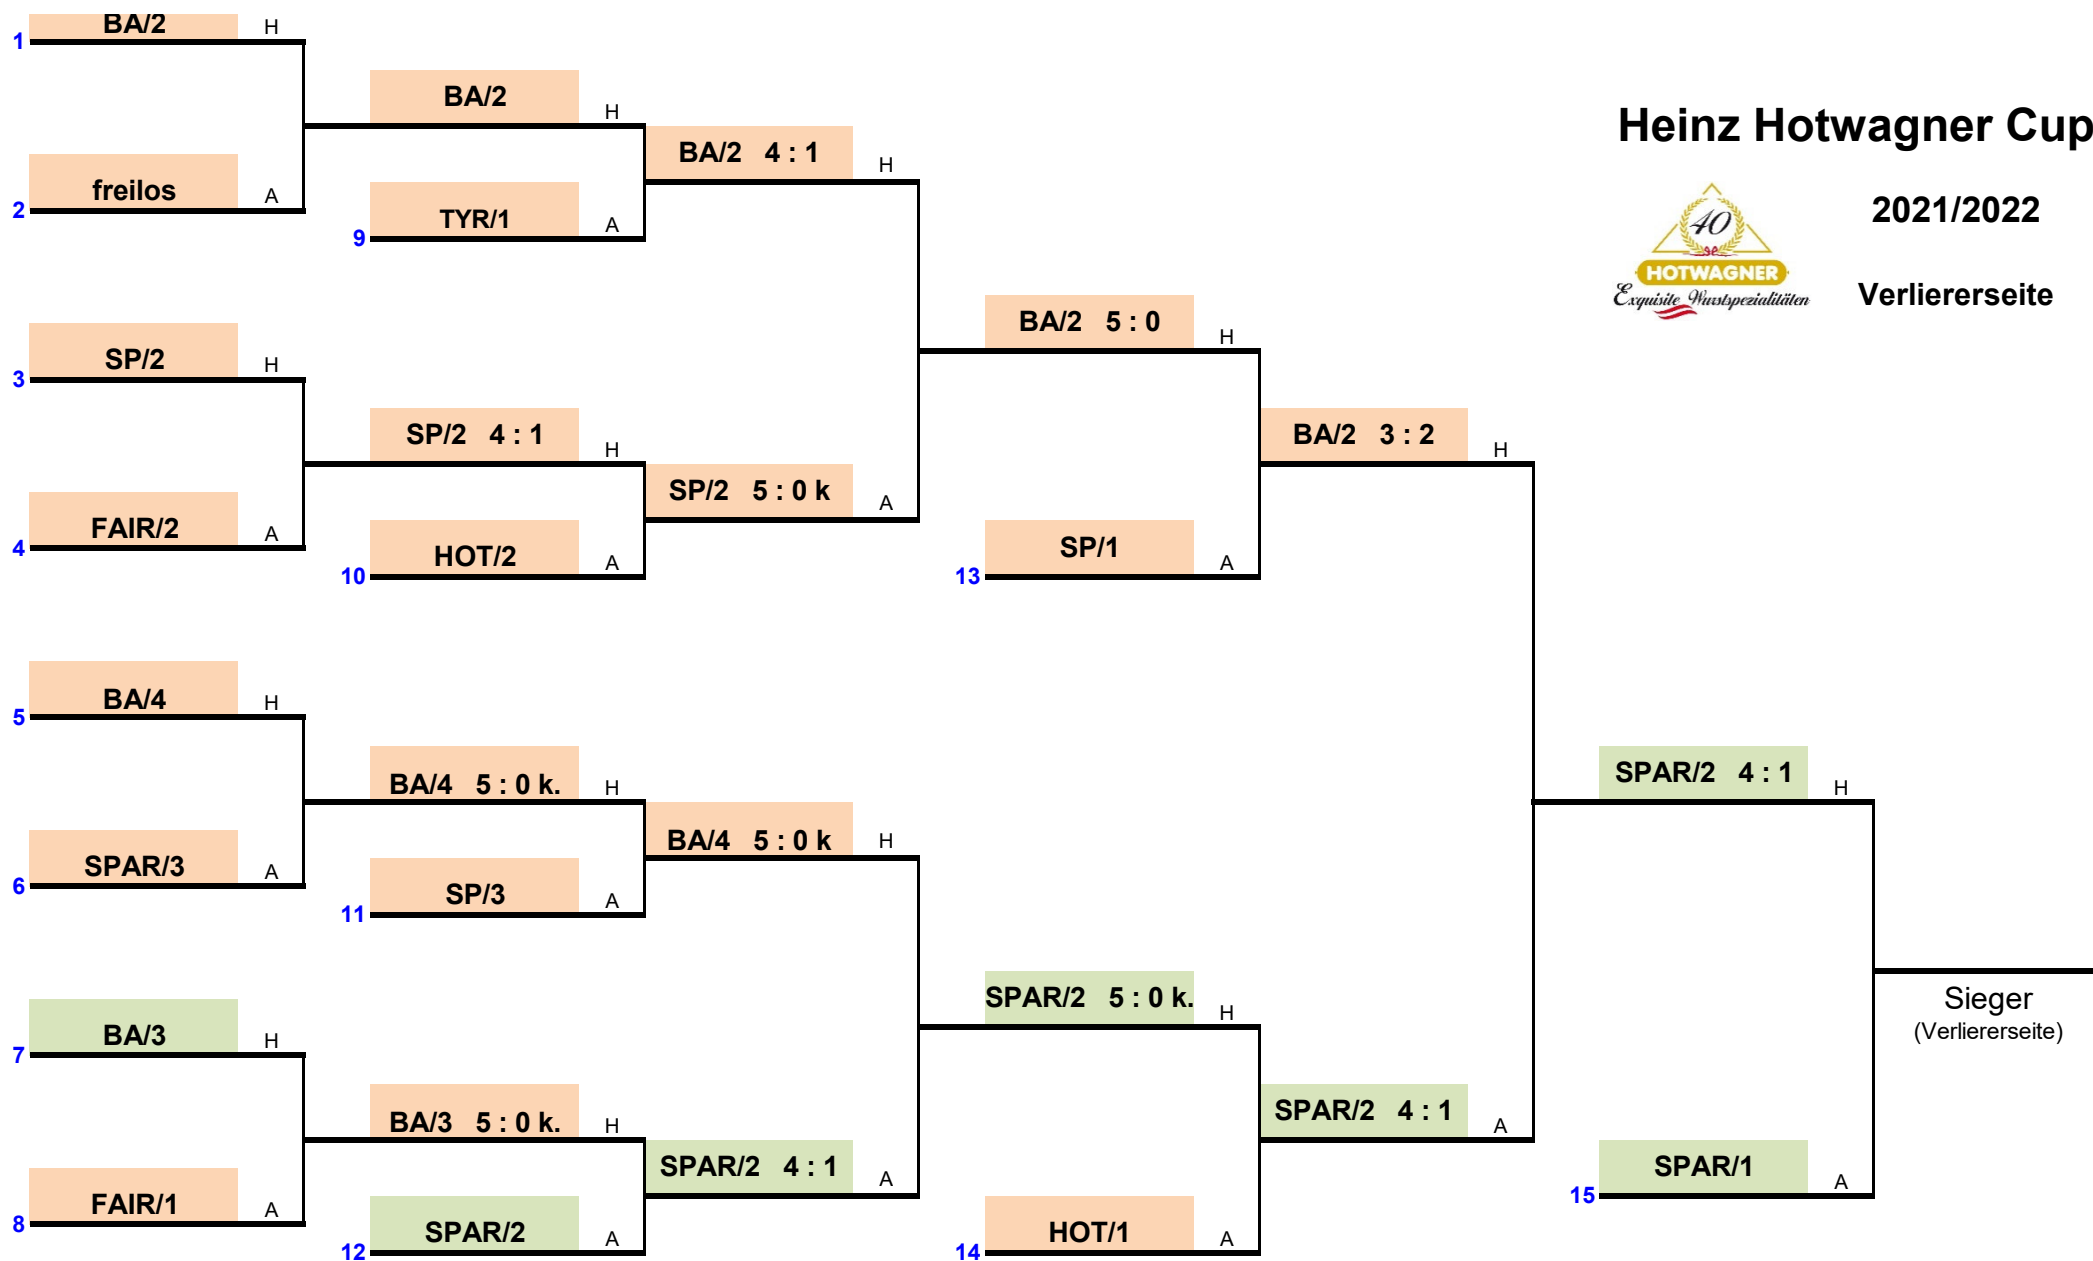 BA/2 H
1
BA/2 H
Heinz Hotwagner Cup
BA/2 4 : 1 H
freilos A
2
TYR/1 A
9
40
HOTWAGNER
Exquisite Wurstspezialitäten
2021/2022
Verliererseite
BA/2 5 : 0 H
SP/2 H
3
SP/2 4 : 1 H
BA/2 3 : 2 H
SP/2 5 : 0 k A
FAIR/2 A
4
HOT/2 A
10
SP/1 A
13
BA/4 H
5
BA/4 5 : 0 k. H
SPAR/2 4 : 1 H
BA/4 5 : 0 k H
SPAR/3 A
6
SP/3 A
11
SPAR/2 5 : 0 k. H
Sieger
(Verliererseite)
BA/3 H
7
BA/3 5 : 0 k. H
SPAR/2 4 : 1 A
SPAR/2 4 : 1 A
SPAR/1 A
15
FAIR/1 A
8
SPAR/2 A
12
HOT/1 A
14